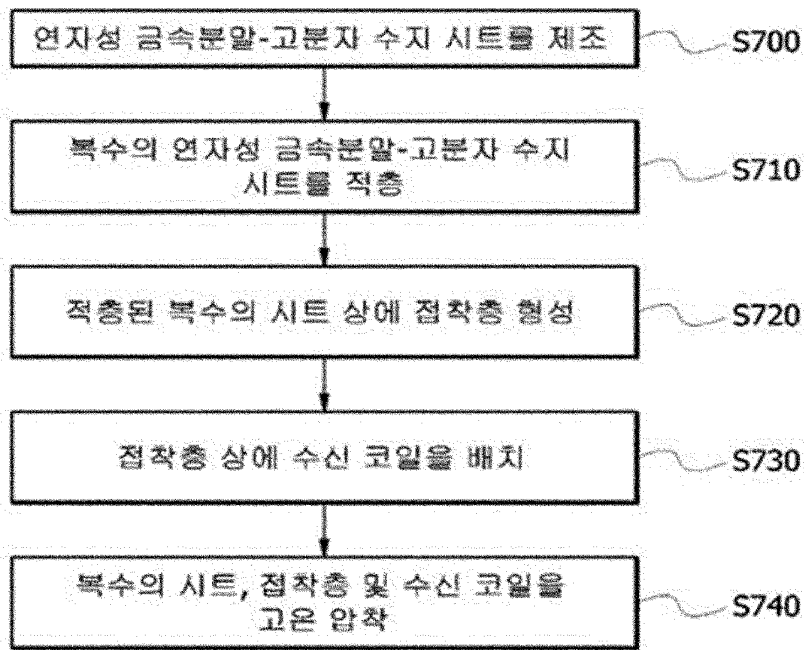 연자성 금속분말-고분자 수지 시트를 제조
S700
복수의 연자성 금속분말-고분자 수지
시트를 적층
S710
적층된 복수의 시트 상에 접착층 형성
S720
접착층 상에 수신 코일을 배치
S730
복수의 시트, 접착층 및 수신 코일을
고온 압착
S740